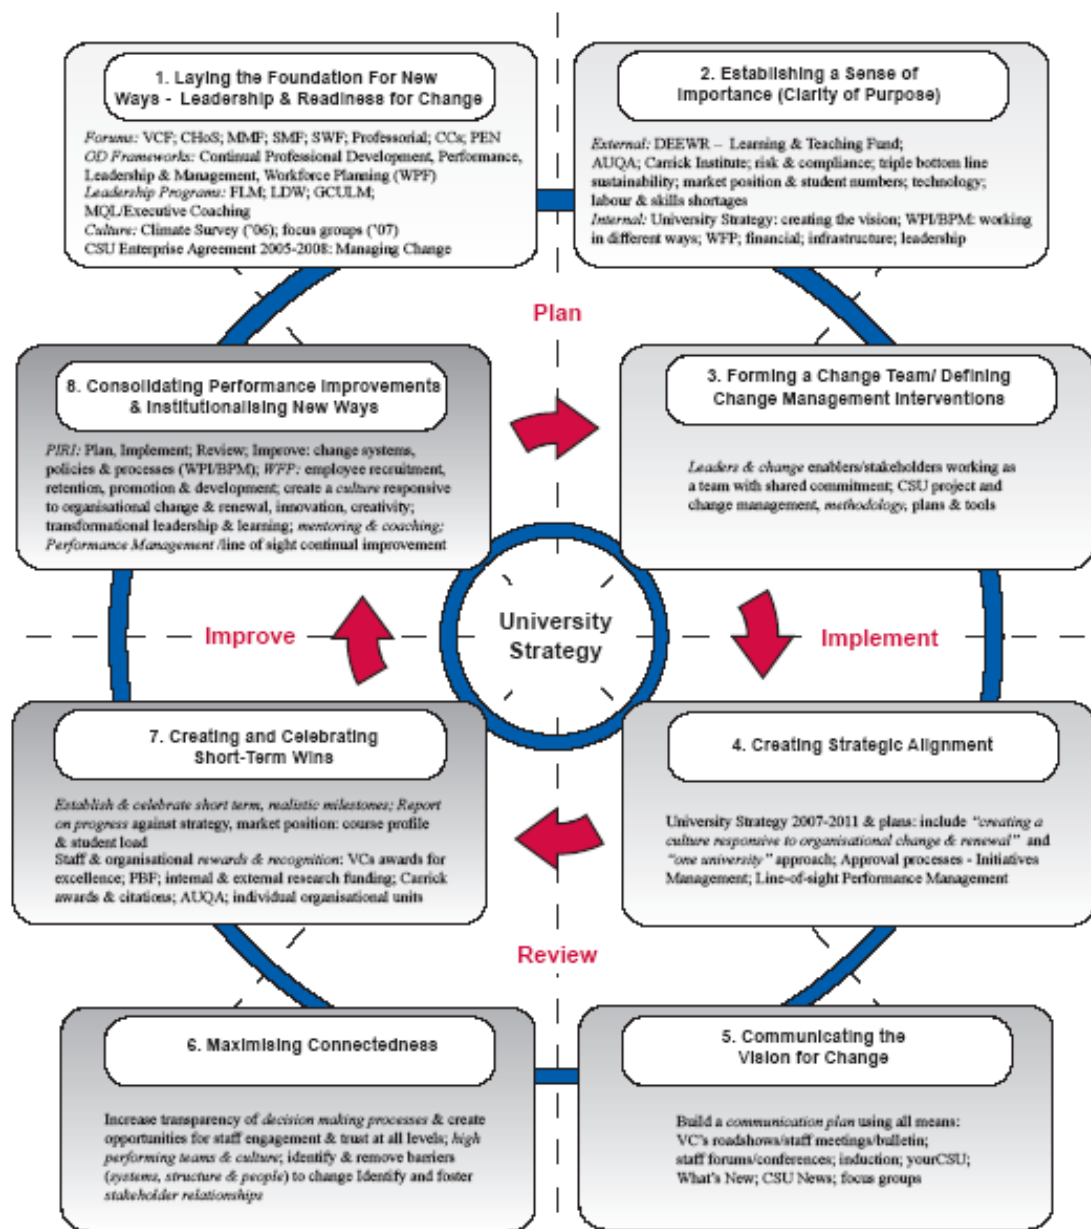 1. Laying the Foundation For New
Ways - Leadership & Readiness for Change
Forums: VCF; CHoS; MMF; SMF; SWF; Professorial; CCs; PEN
OD Frameworks: Continual Professional Development, Performance,
Leadership & Management, Workforce Planning (WPF)
Leadership Programs: FLM; LDW; GCULM;
MQL/Executive Coaching
Culture: Climate Survey ('06); focus groups ('07)
CSU Enterprise Agreement 2005-2008: Managing Change
2. Establishing a Sense of
Importance (Clarity of Purpose)
External: DEEWR – Learning & Teaching Fund;
AUQA; Carrick Institute; risk & compliance; triple bottom line
sustainability; market position & student numbers; technology;
labour & skills shortages
Internal: University Strategy: creating the vision; WPI/BPM: working
in different ways; WFP; financial; infrastructure; leadership
Plan
8. Consolidating Performance Improvements
& Institutionalising New Ways
PIRI: Plan, Implement; Review; Improve: change systems,
policies & processes (WPI/BPM); WFP: employee recruitment,
retention, promotion & development; create a culture responsive
to organisational change & renewal, innovation, creativity;
transformational leadership & learning; mentoring & coaching;
Performance Management /line of sight continual improvement
3. Forming a Change Team/ Defining
Change Management Interventions
Leaders & change enablers/stakeholders working as
a team with shared commitment; CSU project and
change management, methodology, plans & tools
Improve
University
Strategy
Implement
7. Creating and Celebrating
Short-Term Wins
Establish & celebrate short term, realistic milestones; Report
on progress against strategy, market position: course profile
& student load
Staff & organisational rewards & recognition: VCs awards for
excellence; PBF; internal & external research funding; Carrick
awards & citations; AUQA; individual organisational units
4. Creating Strategic Alignment
University Strategy 2007-2011 & plans: include "creating a
culture responsive to organisational change & renewal" and
"one university" approach; Approval processes - Initiatives
Management; Line-of-sight Performance Management
Review
6. Maximising Connectedness
Increase transparency of decision making processes & create
opportunities for staff engagement & trust at all levels; high
performing teams & culture; identify & remove barriers
(systems, structure & people) to change Identify and foster
stakeholder relationships
5. Communicating the
Vision for Change
Build a communication plan using all means:
VC's roadshows/staff meetings/bulletin;
staff forums/conferences; induction; yourCSU;
What's New; CSU News; focus groups